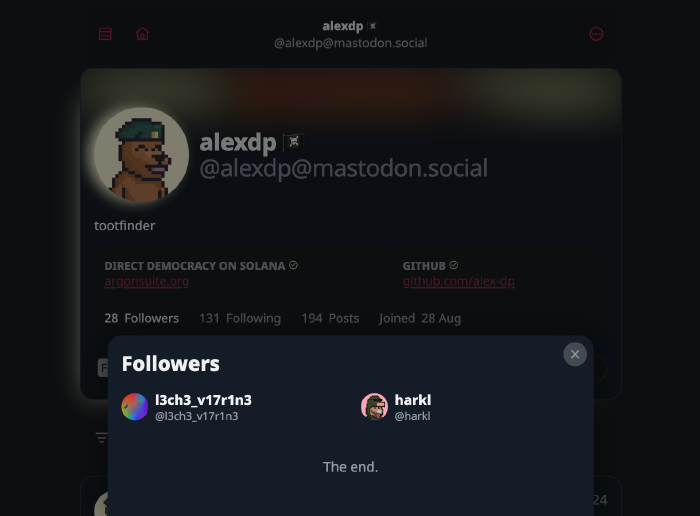 alexdp
@alexdp@mastodon.social
alexdp
@alexdp@mastodon.social
tootfinder
DIRECT DEMOCRACY ON SOLANA
argonsuite.org
GITHUB
github.com/alex-dp
28 Followers 131 Following 194 Posts Joined 28 Aug
F
Followers
l3ch3_v17r1n3
@l3ch3_v17r1n3
harkl
@harkl
The end.
24